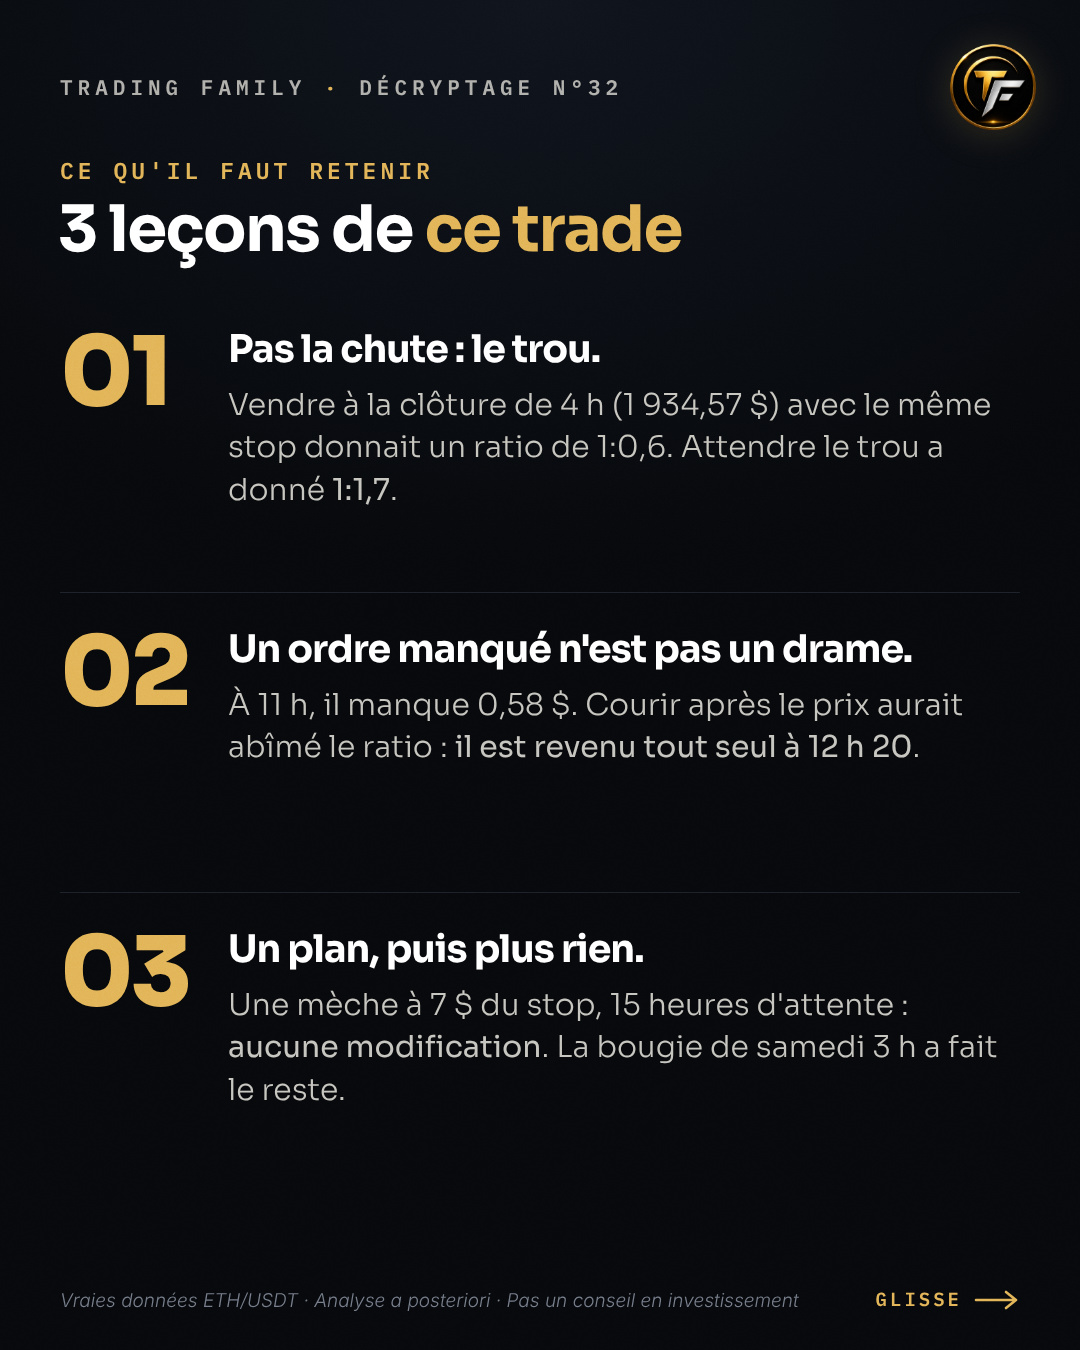 TRADING FAMILY · DÉCRYPTAGE N°32
TF
CE QU'IL FAUT RETENIR
3 leçons de ce trade
01
Pas la chute : le trou.
Vendre à la clôture de 4 h (1 934,57 $) avec le même
stop donnait un ratio de 1:0,6. Attendre le trou a
donné 1:1,7.
02
Un ordre manqué n'est pas un drame.
À 11 h, il manque 0,58 $. Courir après le prix aurait
abîmé le ratio : il est revenu tout seul à 12 h 20.
03
Un plan, puis plus rien.
Une mèche à 7 $ du stop, 15 heures d'attente :
aucune modification. La bougie de samedi 3 h a fait
le reste.
Vraies données ETH/USDT · Analyse a posteriori · Pas un conseil en investissement
GLISSE →